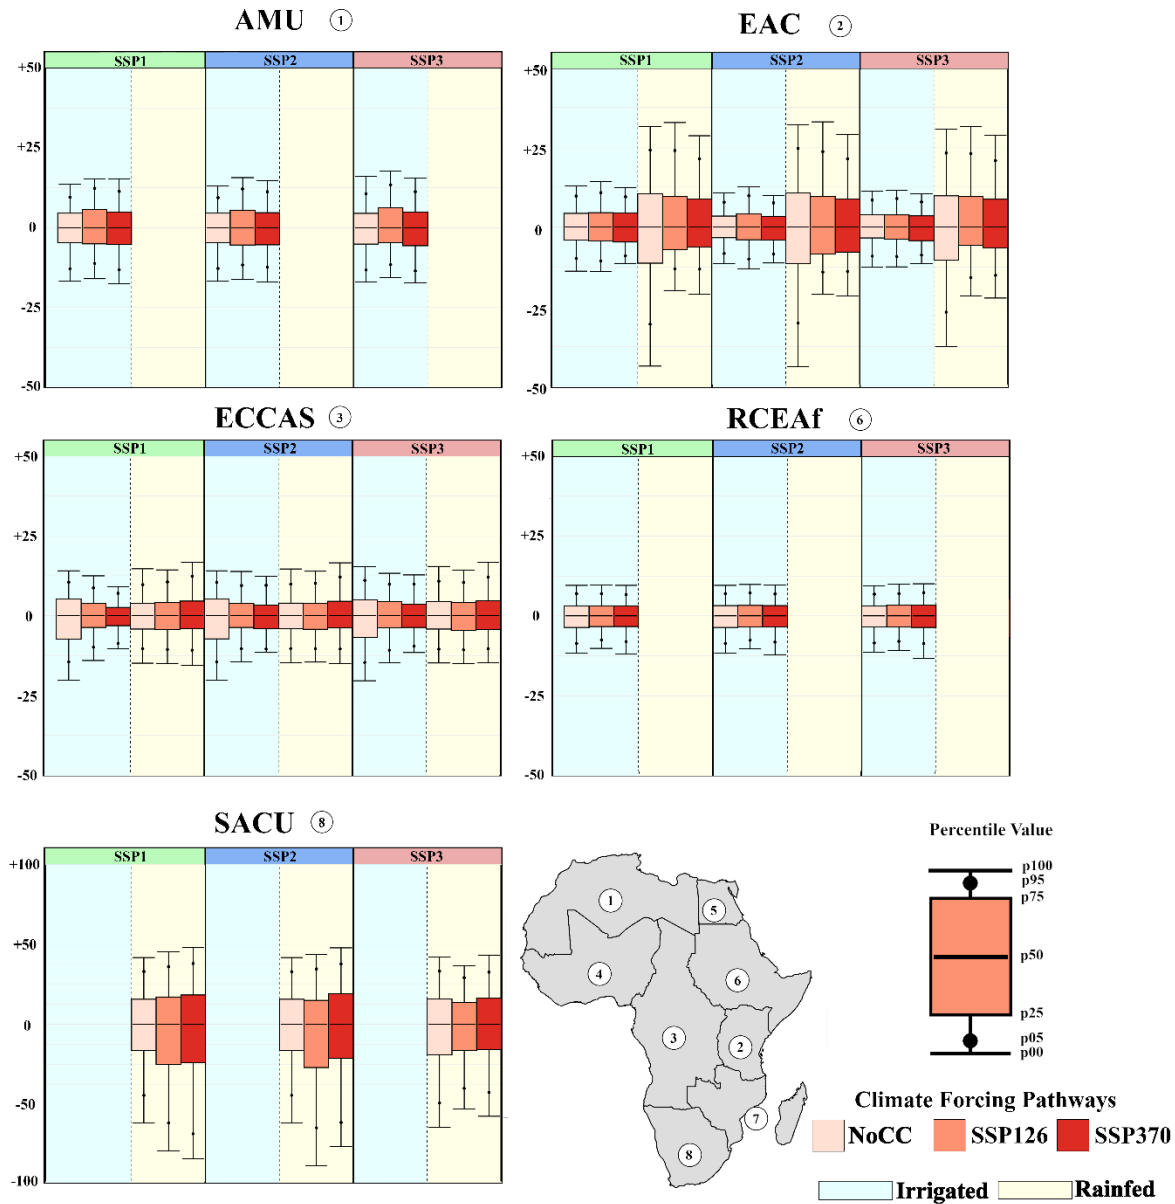 AMU 1
SSP1 SSP2 SSP3
+50
+25
0
-25
-50
EAC 2
SSP1 SSP2 SSP3
+50
+25
0
-25
-50
ECCAS 3
SSP1 SSP2 SSP3
+50
+25
0
-25
-50
RCEAf 6
SSP1 SSP2 SSP3
+50
+25
0
-25
-50
SACU 8
SSP1 SSP2 SSP3
+100
+50
0
-50
-100
1
5
4
6
3
2
7
8
Percentile Value
p100
p95
p75
p50
p25
p05
p00
Climate Forcing Pathways
NoCC SSP126 SSP370
Irrigated Rainfed